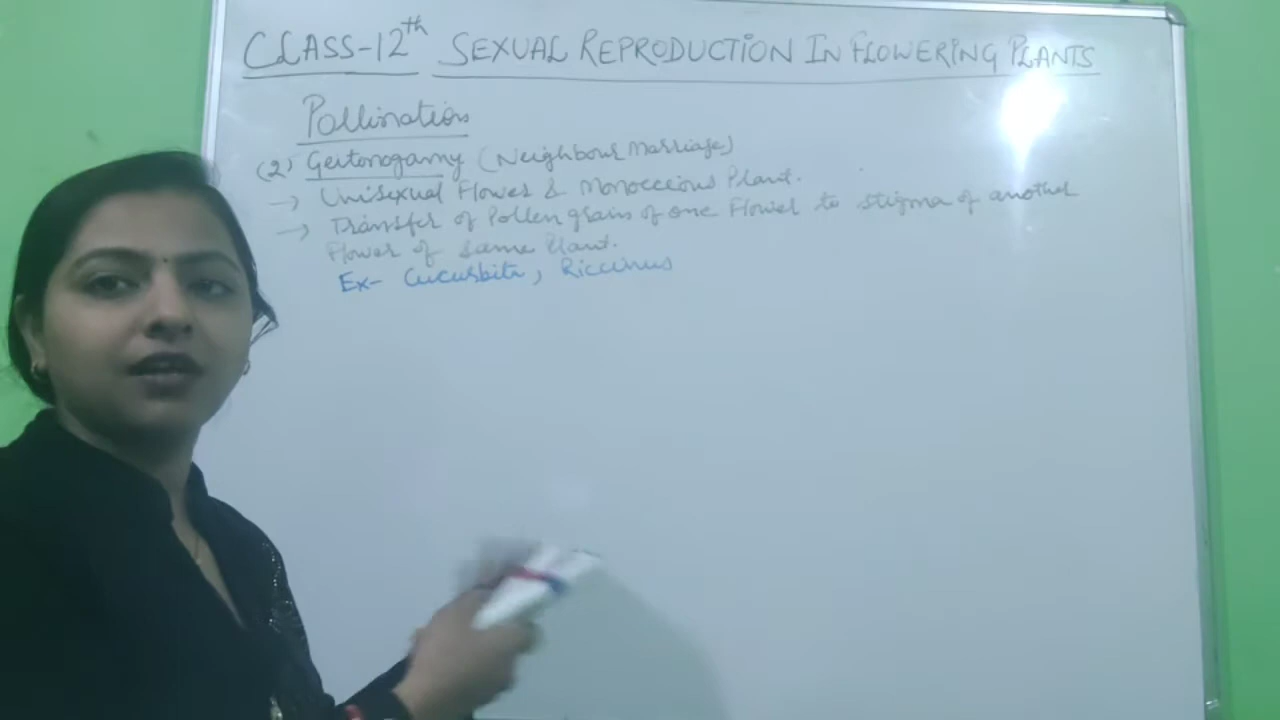 CLASS-12th SEXUAL REPRODUCTION IN FLOWERING PLANTS
Pollination
(2) Geitonogamy (Neighbour Marriage)
→ Unisexual Flower & Monoecious Plant.
→ Transfer of Pollen grain of one Flower to stigma of another
Flower of same Plant.
Ex- Cucurbita, Riccinus